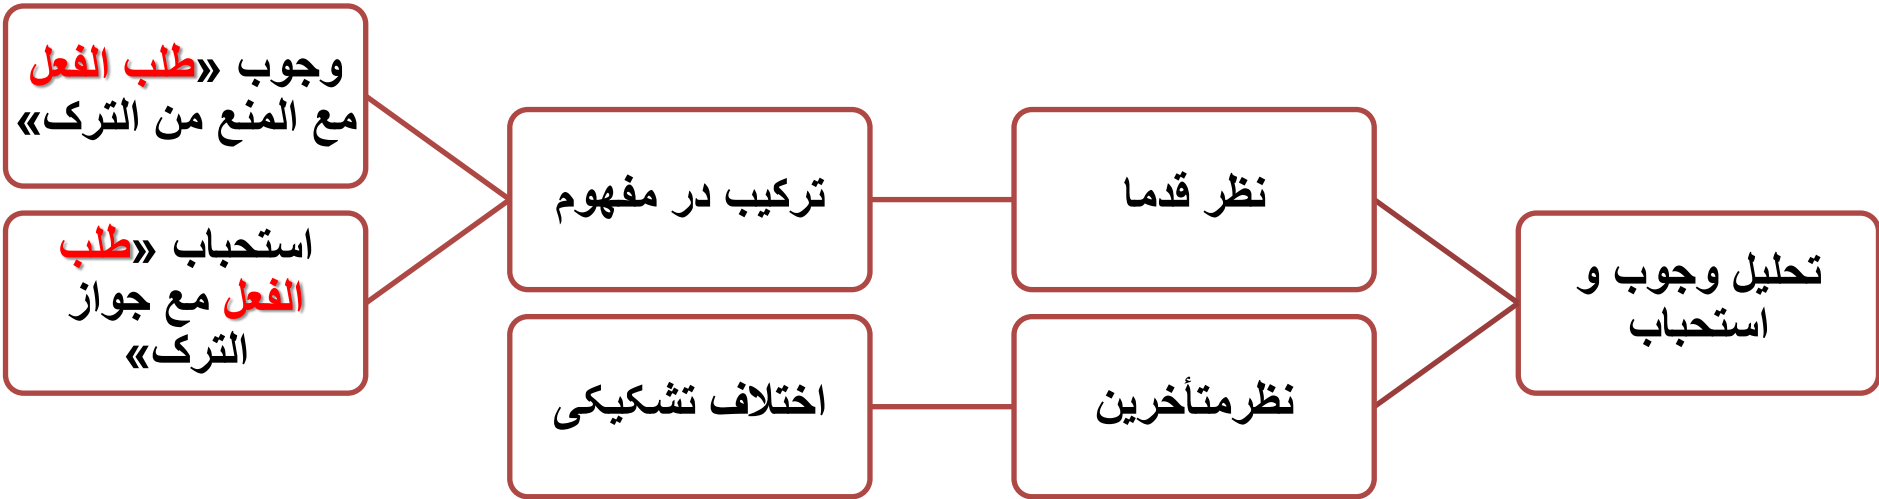 تحلیل وجوب و
استحباب
نظر قدما
ترکیب در مفهوم
وجوب «طلب الفعل
مع المنع من الترک»
استحباب «طلب
الفعل مع جواز
الترک»
نظرمتأخرین
اختلاف تشکیکی